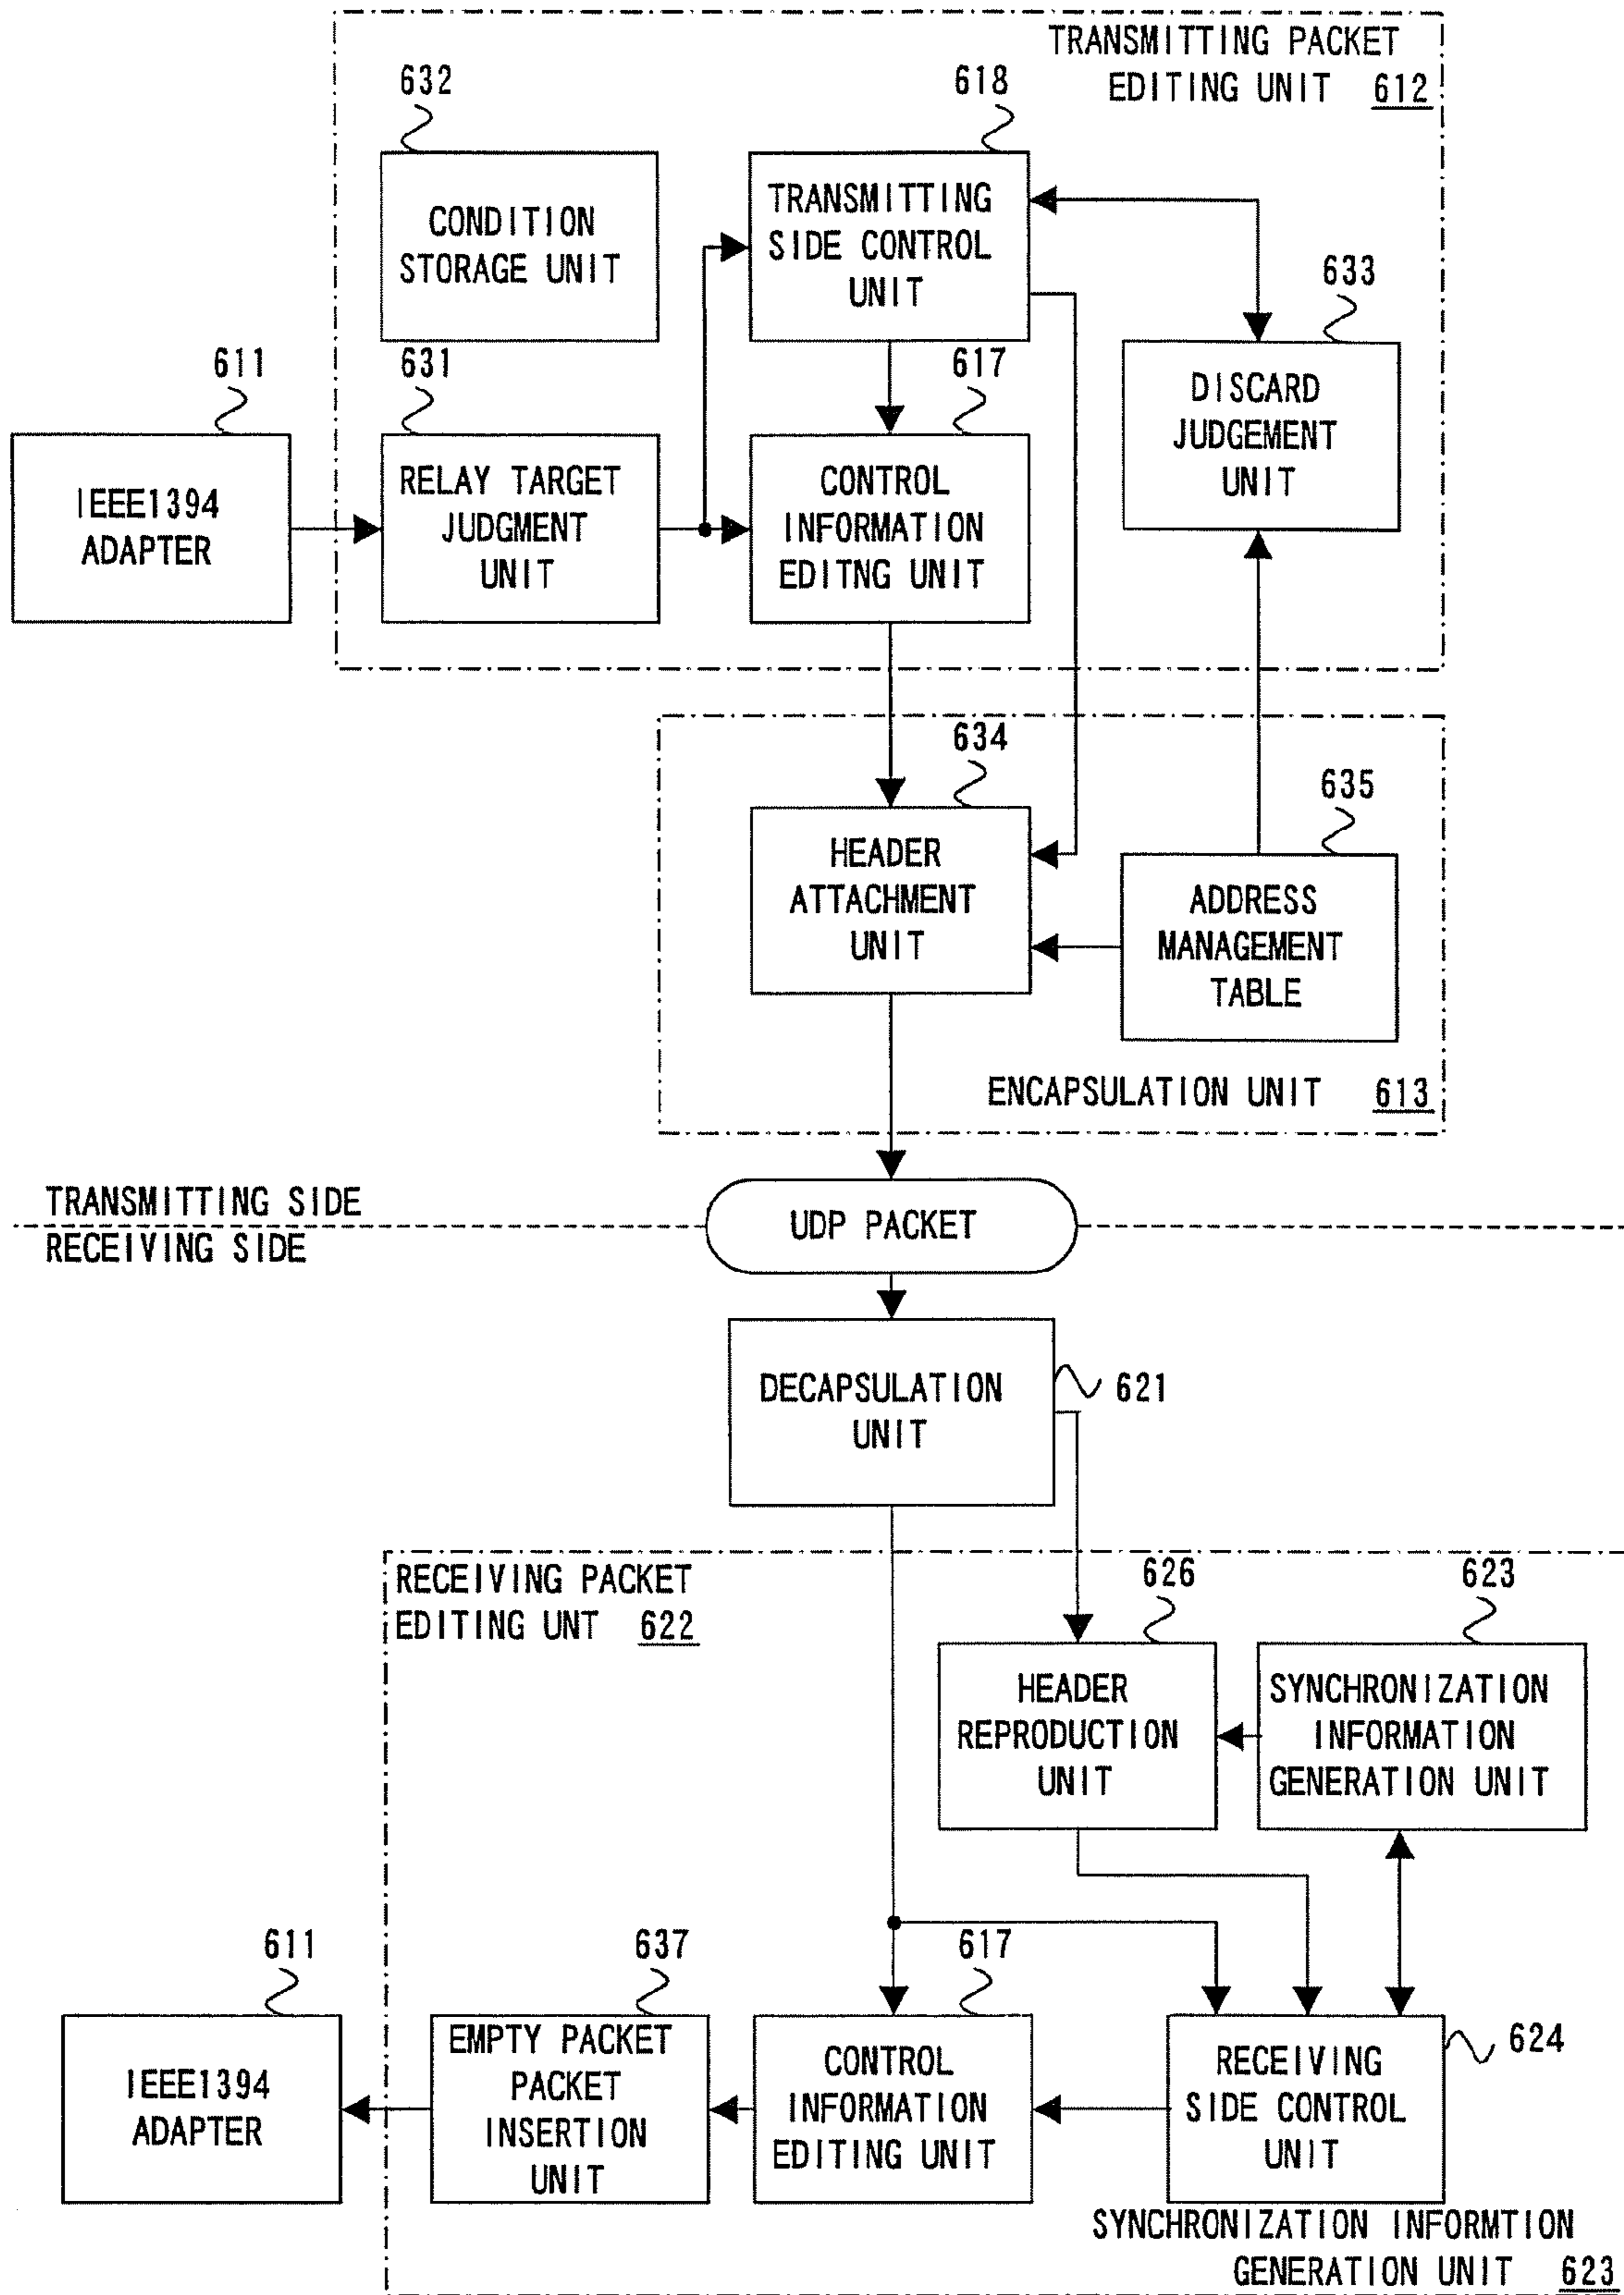 TRANSMITTING PACKET
EDITING UNIT 612
632
618
CONDITION
STORAGE UNIT
TRANSMITTING
SIDE CONTROL
UNIT
633
611
631
617
DISCARD
JUDGEMENT
UNIT
IEEE1394
ADAPTER
RELAY TARGET
JUDGMENT
UNIT
CONTROL
INFORMATION
EDITNG UNIT
634
635
HEADER
ATTACHMENT
UNIT
ADDRESS
MANAGEMENT
TABLE
ENCAPSULATION UNIT 613
TRANSMITTING SIDE
RECEIVING SIDE
UDP PACKET
DECAPSULATION
UNIT
621
RECEIVING PACKET
EDITING UNT 622
626
623
HEADER
REPRODUCTION
UNIT
SYNCHRONIZATION
INFORMATION
GENERATION UNIT
611
637
617
624
IEEE1394
ADAPTER
EMPTY PACKET
PACKET
INSERTION
UNIT
CONTROL
INFORMATION
EDITING UNIT
RECEIVING
SIDE CONTROL
UNIT
SYNCHRONIZATION INFORMTION
GENERATION UNIT 623